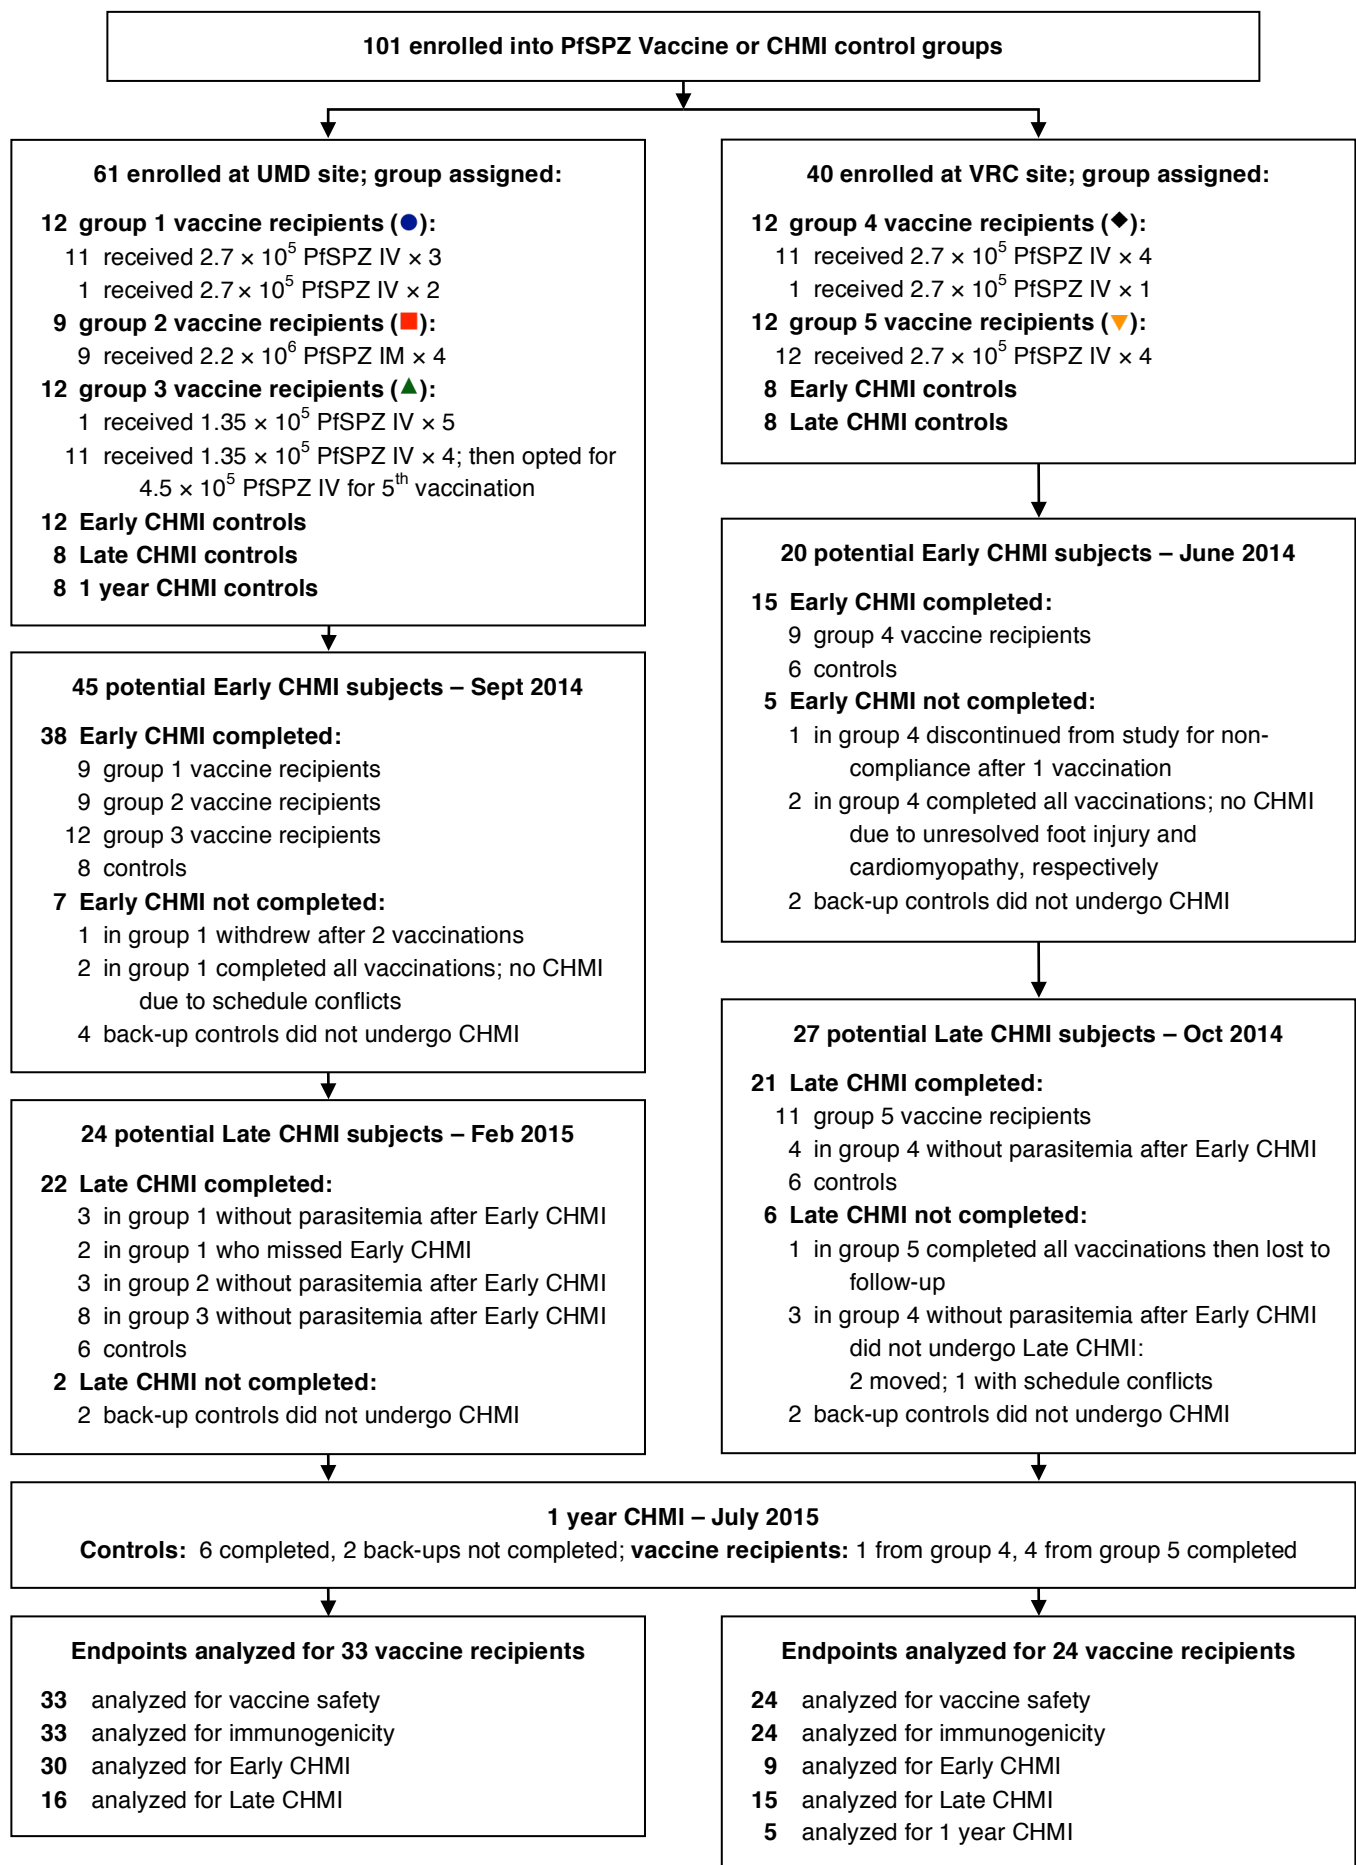 101 enrolled into PfSPZ Vaccine or CHMI control groups
61 enrolled at UMD site; group assigned:
12 group 1 vaccine recipients (●):
11 received 2.7 × 10⁵ PfSPZ IV × 3
1 received 2.7 × 10⁵ PfSPZ IV × 2
9 group 2 vaccine recipients (■):
9 received 2.2 × 10⁶ PfSPZ IM × 4
12 group 3 vaccine recipients (▲):
1 received 1.35 × 10⁵ PfSPZ IV × 5
11 received 1.35 × 10⁵ PfSPZ IV × 4; then opted for
4.5 × 10⁵ PfSPZ IV for 5th vaccination
12 Early CHMI controls
8 Late CHMI controls
8 1 year CHMI controls
40 enrolled at VRC site; group assigned:
12 group 4 vaccine recipients (◆):
11 received 2.7 × 10⁵ PfSPZ IV × 4
1 received 2.7 × 10⁵ PfSPZ IV × 1
12 group 5 vaccine recipients (▼):
12 received 2.7 × 10⁵ PfSPZ IV × 4
8 Early CHMI controls
8 Late CHMI controls
45 potential Early CHMI subjects – Sept 2014
38 Early CHMI completed:
9 group 1 vaccine recipients
9 group 2 vaccine recipients
12 group 3 vaccine recipients
8 controls
7 Early CHMI not completed:
1 in group 1 withdrew after 2 vaccinations
2 in group 1 completed all vaccinations; no CHMI
due to schedule conflicts
4 back-up controls did not undergo CHMI
20 potential Early CHMI subjects – June 2014
15 Early CHMI completed:
9 group 4 vaccine recipients
6 controls
5 Early CHMI not completed:
1 in group 4 discontinued from study for non-
compliance after 1 vaccination
2 in group 4 completed all vaccinations; no CHMI
due to unresolved foot injury and
cardiomyopathy, respectively
2 back-up controls did not undergo CHMI
24 potential Late CHMI subjects – Feb 2015
22 Late CHMI completed:
3 in group 1 without parasitemia after Early CHMI
2 in group 1 who missed Early CHMI
3 in group 2 without parasitemia after Early CHMI
8 in group 3 without parasitemia after Early CHMI
6 controls
2 Late CHMI not completed:
2 back-up controls did not undergo CHMI
27 potential Late CHMI subjects – Oct 2014
21 Late CHMI completed:
11 group 5 vaccine recipients
4 in group 4 without parasitemia after Early CHMI
6 controls
6 Late CHMI not completed:
1 in group 5 completed all vaccinations then lost to
follow-up
3 in group 4 without parasitemia after Early CHMI
did not undergo Late CHMI:
2 moved; 1 with schedule conflicts
2 back-up controls did not undergo CHMI
1 year CHMI – July 2015
Controls: 6 completed, 2 back-ups not completed; vaccine recipients: 1 from group 4, 4 from group 5 completed
Endpoints analyzed for 33 vaccine recipients
33 analyzed for vaccine safety
33 analyzed for immunogenicity
30 analyzed for Early CHMI
16 analyzed for Late CHMI
Endpoints analyzed for 24 vaccine recipients
24 analyzed for vaccine safety
24 analyzed for immunogenicity
9 analyzed for Early CHMI
15 analyzed for Late CHMI
5 analyzed for 1 year CHMI